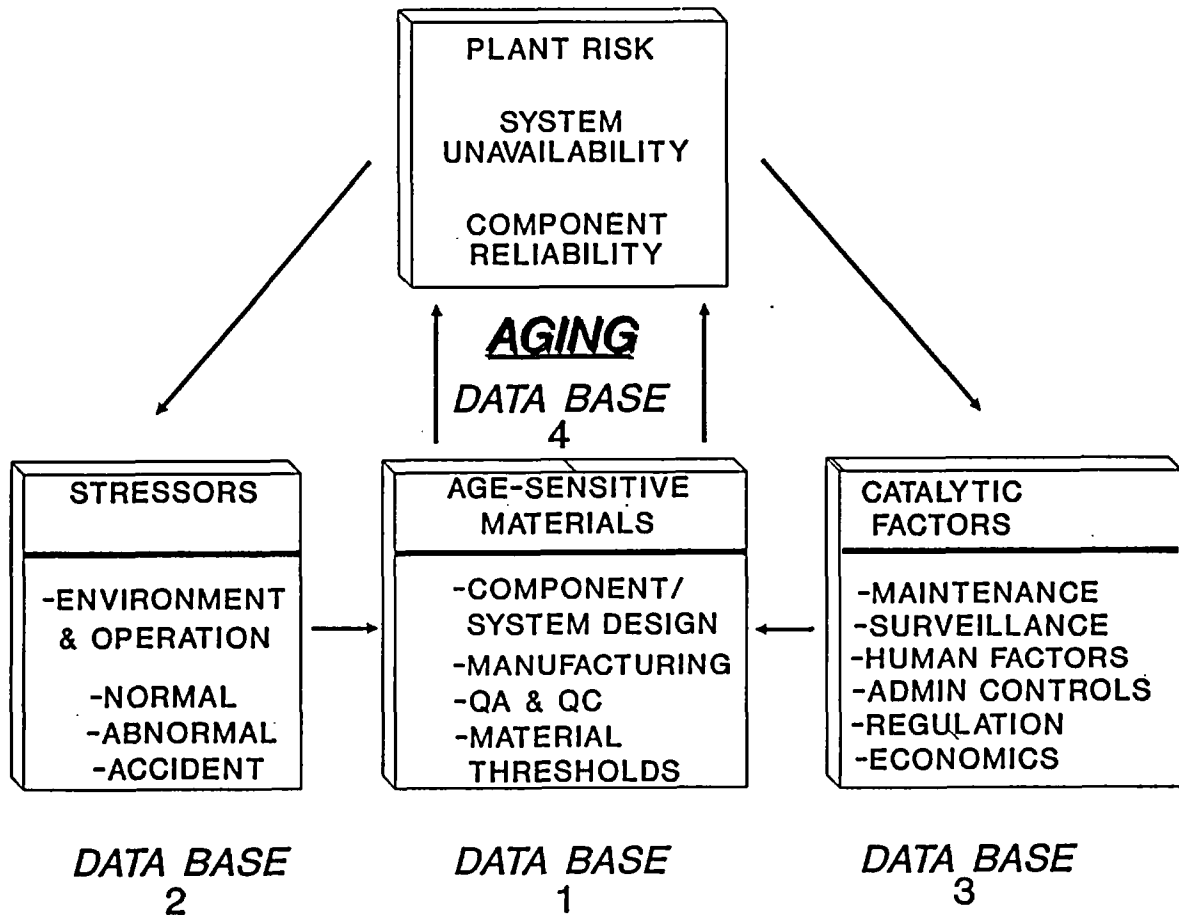 PLANT RISK
SYSTEM
UNAVAILABILITY
COMPONENT
RELIABILITY
AGING
DATA BASE
4
STRESSORS
-ENVIRONMENT
& OPERATION
-NORMAL
-ABNORMAL
-ACCIDENT
DATA BASE
2
AGE-SENSITIVE
MATERIALS
-COMPONENT/
SYSTEM DESIGN
-MANUFACTURING
-QA & QC
-MATERIAL
THRESHOLDS
DATA BASE
1
CATALYTIC
FACTORS
-MAINTENANCE
-SURVEILLANCE
-HUMAN FACTORS
-ADMIN CONTROLS
-REGULATION
-ECONOMICS
DATA BASE
3